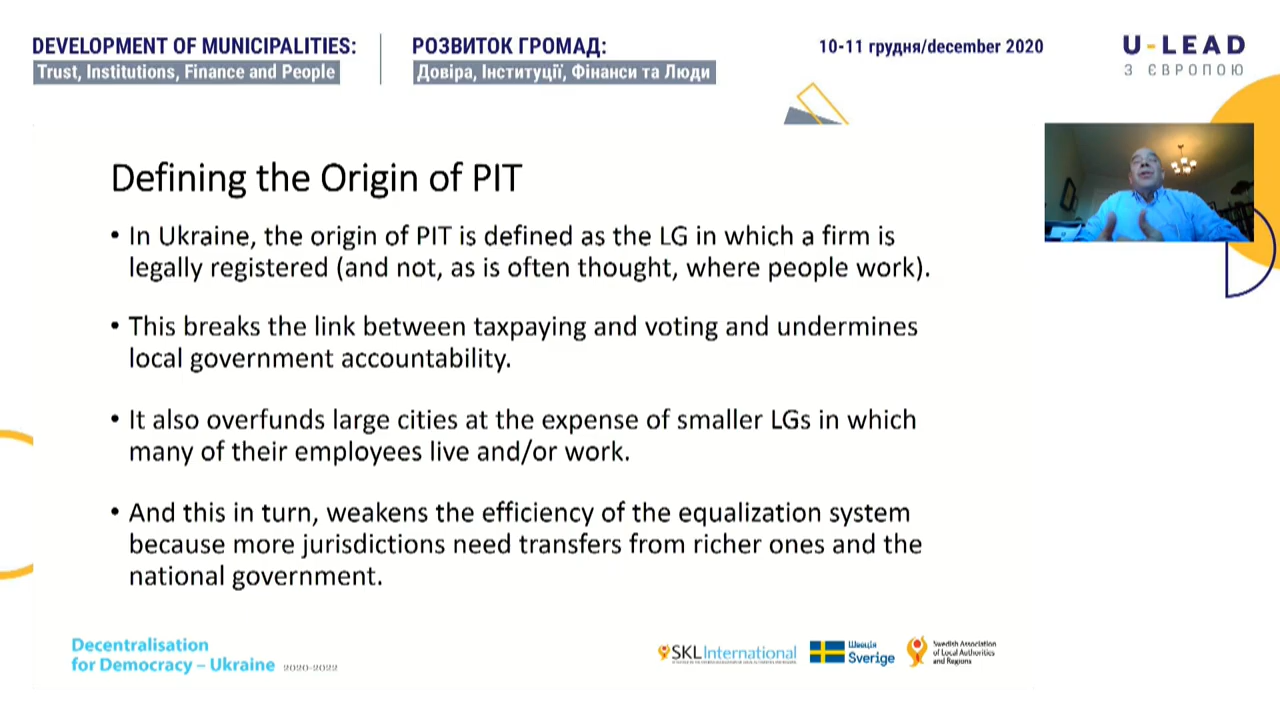 DEVELOPMENT OF MUNICIPALITIES:
Trust, Institutions, Finance and People
РОЗВИТОК ГРОМАД:
Довіра, Інституції, Фінанси та Люди
10-11 грудня/december 2020
U-LEAD
З ЄВРОПОЮ
Defining the Origin of PIT
• In Ukraine, the origin of PIT is defined as the LG in which a firm is
legally registered (and not, as is often thought, where people work).
• This breaks the link between taxpaying and voting and undermines
local government accountability.
• It also overfunds large cities at the expense of smaller LGs in which
many of their employees live and/or work.
• And this in turn, weakens the efficiency of the equalization system
because more jurisdictions need transfers from richer ones and the
national government.
Decentralisation
for Democracy – Ukraine 2020-2022
SKL International
Швеція
Sverige
Swedish Association
of Local Authorities
and Regions